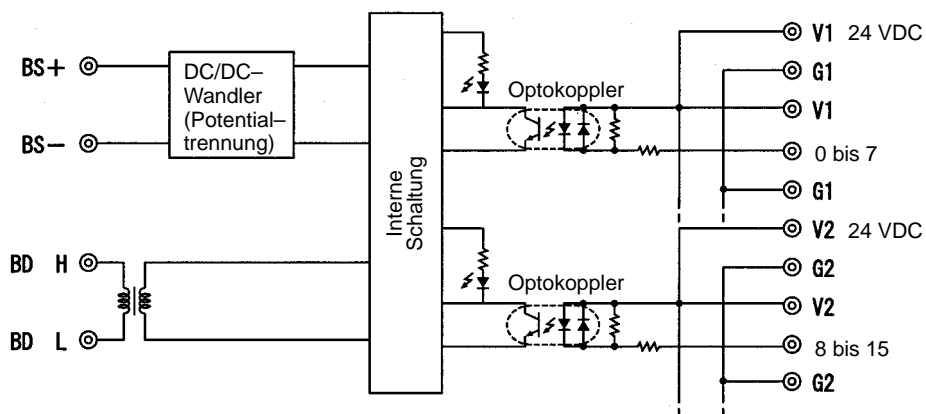 BS+
BS−
DC/DC–
Wandler
(Potential–
trennung)
BD H
BD L
Interne
Schaltung
Optokoppler
V1 24 VDC
G1
V1
0 bis 7
G1
Optokoppler
V2 24 VDC
G2
V2
8 bis 15
G2